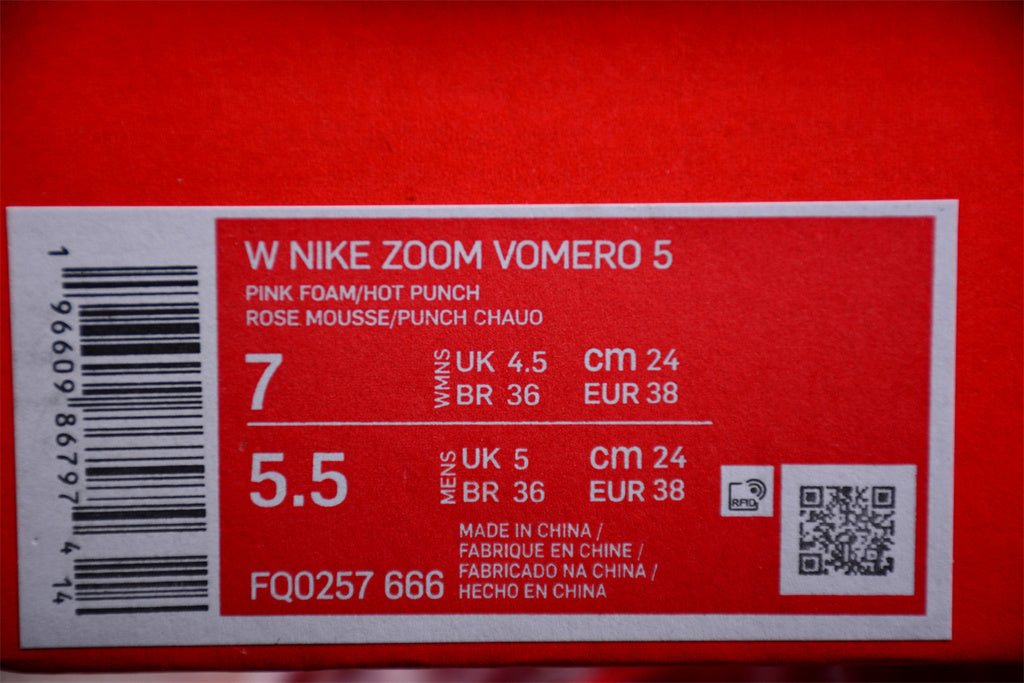 W NIKE ZOOM VOMERO 5
PINK FOAM/HOT PUNCH
ROSE MOUSSE/PUNCH CHAUO
7 WMNS UK 4.5 cm 24
BR 36 EUR 38
5.5 MENS UK 5 cm 24
BR 36 EUR 38
RFID
MADE IN CHINA /
FABRIQUE EN CHINE /
FABRICADO NA CHINA /
HECHO EN CHINA
FQ0257 666
1 96609 86797 4 14